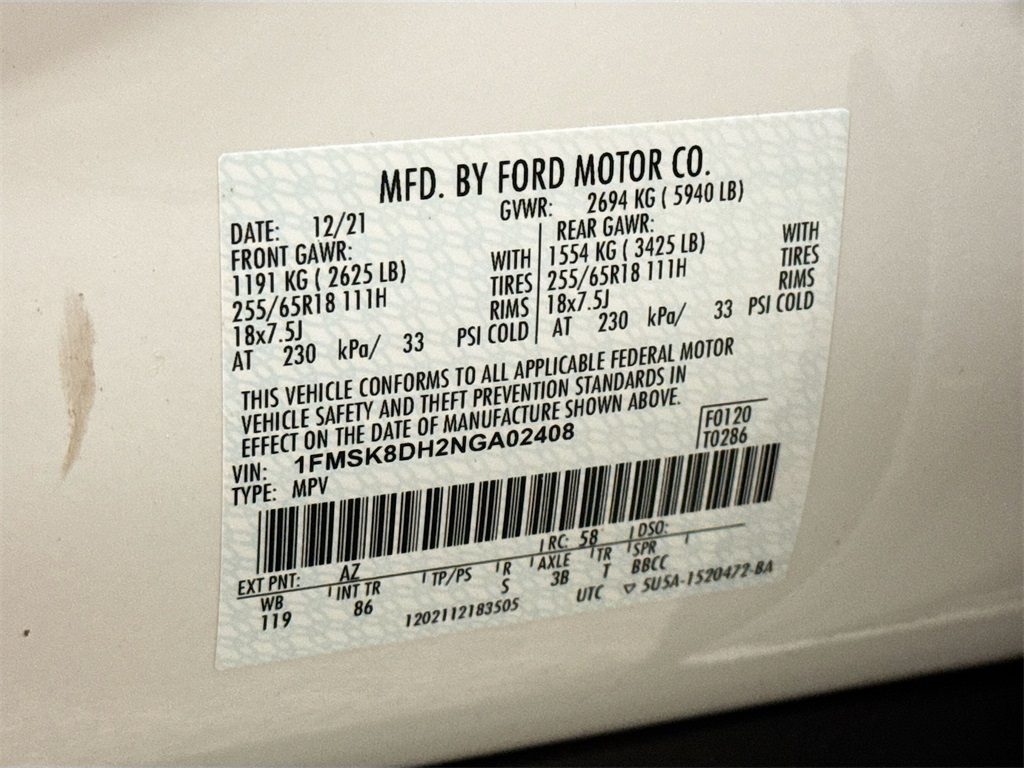 MFD. BY FORD MOTOR CO.
DATE: 12/21 GVWR: 2694 KG ( 5940 LB)
FRONT GAWR: REAR GAWR:
1191 KG ( 2625 LB) WITH 1554 KG ( 3425 LB) WITH
255/65R18 111H TIRES 255/65R18 111H TIRES
18x7.5J RIMS 18x7.5J RIMS
AT 230 kPa/ 33 PSI COLD AT 230 kPa/ 33 PSI COLD
THIS VEHICLE CONFORMS TO ALL APPLICABLE FEDERAL MOTOR
VEHICLE SAFETY AND THEFT PREVENTION STANDARDS IN
EFFECT ON THE DATE OF MANUFACTURE SHOWN ABOVE.
VIN: 1FMSK8DH2NGA02408 F0120
TYPE: MPV T0286
EXT PNT: AZ RC: 58 DSO:
WB INT TR TP/PS R AXLE TR SPR
119 86 S 3B T BBCC
1202112183505 UTC ▽ 5U5A-1520472-BA